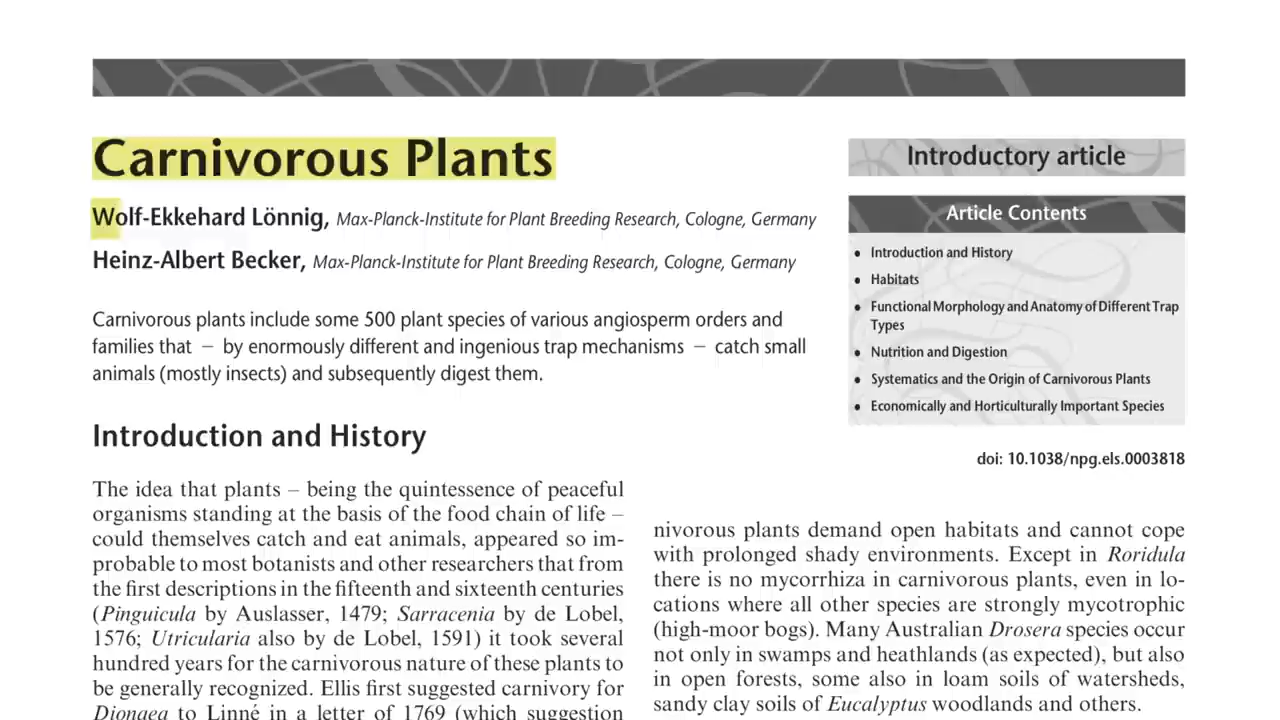 Carnivorous Plants
Wolf-Ekkehard Lönnig, Max-Planck-Institute for Plant Breeding Research, Cologne, Germany
Heinz-Albert Becker, Max-Planck-Institute for Plant Breeding Research, Cologne, Germany
Carnivorous plants include some 500 plant species of various angiosperm orders and
families that – by enormously different and ingenious trap mechanisms – catch small
animals (mostly insects) and subsequently digest them.
Introduction and History
The idea that plants – being the quintessence of peaceful
organisms standing at the basis of the food chain of life –
could themselves catch and eat animals, appeared so im-
probable to most botanists and other researchers that from
the first descriptions in the fifteenth and sixteenth centuries
(Pinguicula by Auslasser, 1479; Sarracenia by de Lobel,
1576; Utricularia also by de Lobel, 1591) it took several
hundred years for the carnivorous nature of these plants to
be generally recognized. Ellis first suggested carnivory for
Dionaea to Linné in a letter of 1769 (which suggestion
Introductory article
Article Contents
• Introduction and History
• Habitats
• Functional Morphology and Anatomy of Different Trap
Types
• Nutrition and Digestion
• Systematics and the Origin of Carnivorous Plants
• Economically and Horticulturally Important Species
doi: 10.1038/npg.els.0003818
nivorous plants demand open habitats and cannot cope
with prolonged shady environments. Except in Roridula
there is no mycorrhiza in carnivorous plants, even in lo-
cations where all other species are strongly mycotrophic
(high-moor bogs). Many Australian Drosera species occur
not only in swamps and heathlands (as expected), but also
in open forests, some also in loam soils of watersheds,
sandy clay soils of Eucalyptus woodlands and others.